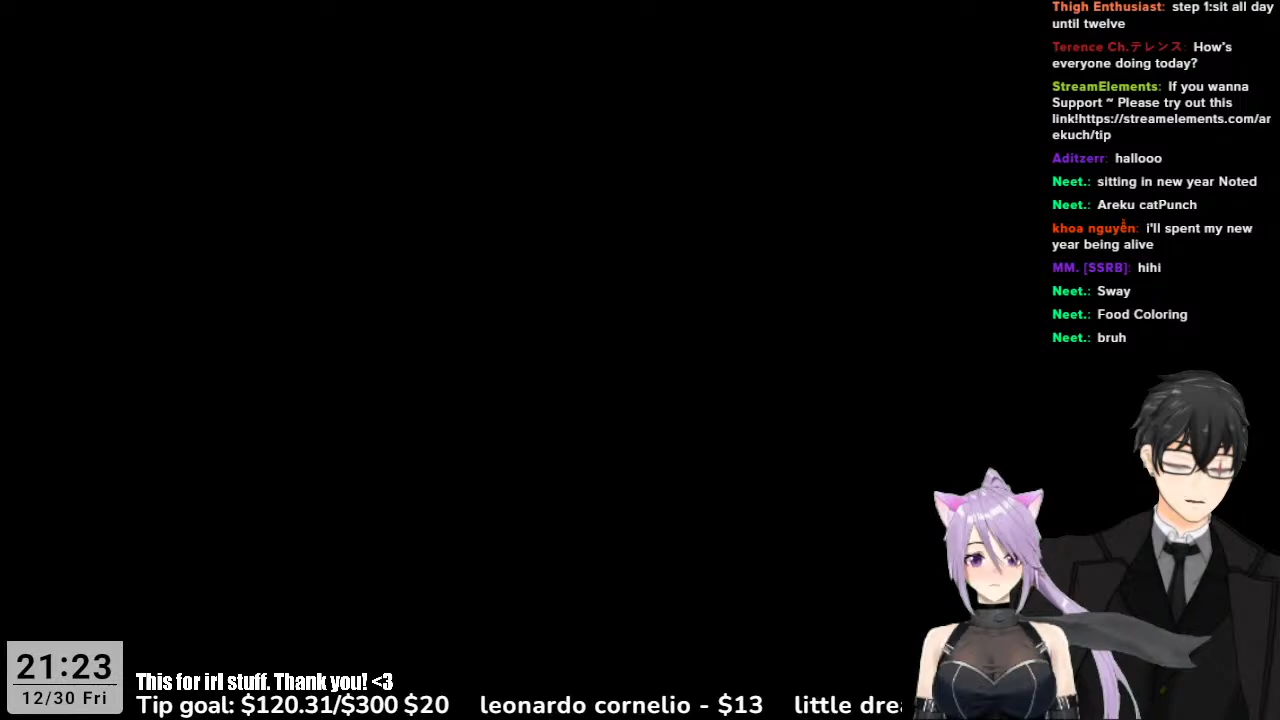 Thigh Enthusiast: step 1:sit all day
until twelve
Terence Ch.テレンス: How's
everyone doing today?
StreamElements: If you wanna
Support ~ Please try out this
link!https://streamelements.com/ar
ekuch/tip
Aditzerr: hallooo
Neet.: sitting in new year Noted
Neet.: Areku catPunch
khoa nguyễn: i'll spent my new
year being alive
MM. [SSRB]: hihi
Neet.: Sway
Neet.: Food Coloring
Neet.: bruh
21:23
12/30 Fri
This for irl stuff. Thank you! <3
Tip goal: $120.31/$300 $20 leonardo cornelio - $13 little drea